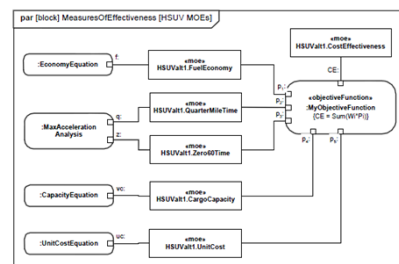 par [block] MeasuresOfEffectiveness [HSUV MOEs]
«moe»
HSUValt1.CostEffectiveness
CE:
:EconomyEquation
f:
«moe»
HSUValt1.FuelEconomy
p1:
:MaxAcceleration
Analysis
q:
«moe»
HSUValt1.QuarterMileTime
p2:
z:
«moe»
HSUValt1.Zero60Time
p3:
«objectiveFunction»
:MyObjectiveFunction
{CE = Sum(Wi*Pi)}
p4:
p5:
:CapacityEquation
vc:
«moe»
HSUValt1.CargoCapacity
:UnitCostEquation
uc:
«moe»
HSUValt1.UnitCost